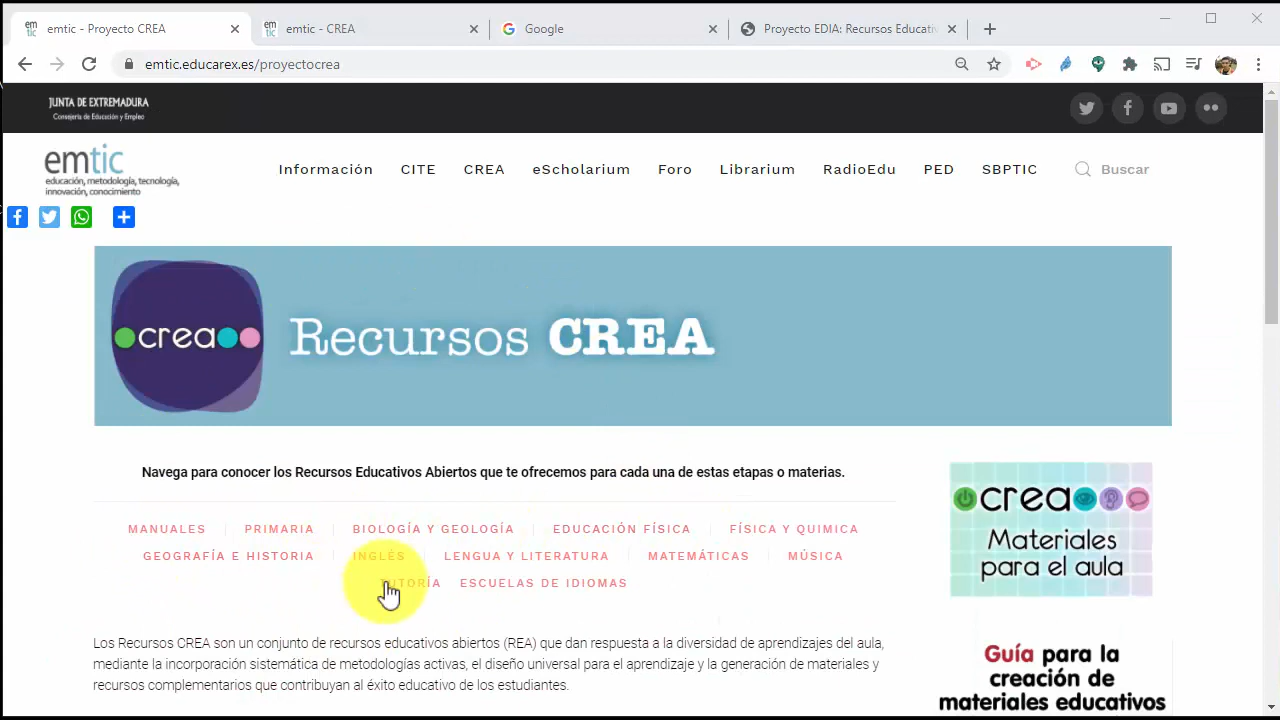 emtic - Proyecto CREA
emtic - CREA
Google
Proyecto EDIA: Recursos Educativ
emtic.educarex.es/proyectocrea
JUNTA DE EXTREMADURA
Consejería de Educación y Empleo
emtic
educación, metodología, tecnología,
innovación, conocimiento
Información CITE CREA eScholarium Foro Librarium RadioEdu PED SBPTIC Buscar
crea
Recursos CREA
Navega para conocer los Recursos Educativos Abiertos que te ofrecemos para cada una de estas etapas o materias.
MANUALES PRIMARIA BIOLOGÍA Y GEOLOGÍA EDUCACIÓN FÍSICA FÍSICA Y QUIMICA
GEOGRAFÍA E HISTORIA INGLÉS LENGUA Y LITERATURA MATEMÁTICAS MÚSICA
TUTORÍA ESCUELAS DE IDIOMAS
Los Recursos CREA son un conjunto de recursos educativos abiertos (REA) que dan respuesta a la diversidad de aprendizajes del aula,
mediante la incorporación sistemática de metodologías activas, el diseño universal para el aprendizaje y la generación de materiales y
recursos complementarios que contribuyan al éxito educativo de los estudiantes.
crea
Materiales
para el aula
Guía para la
creación de
materiales educativos